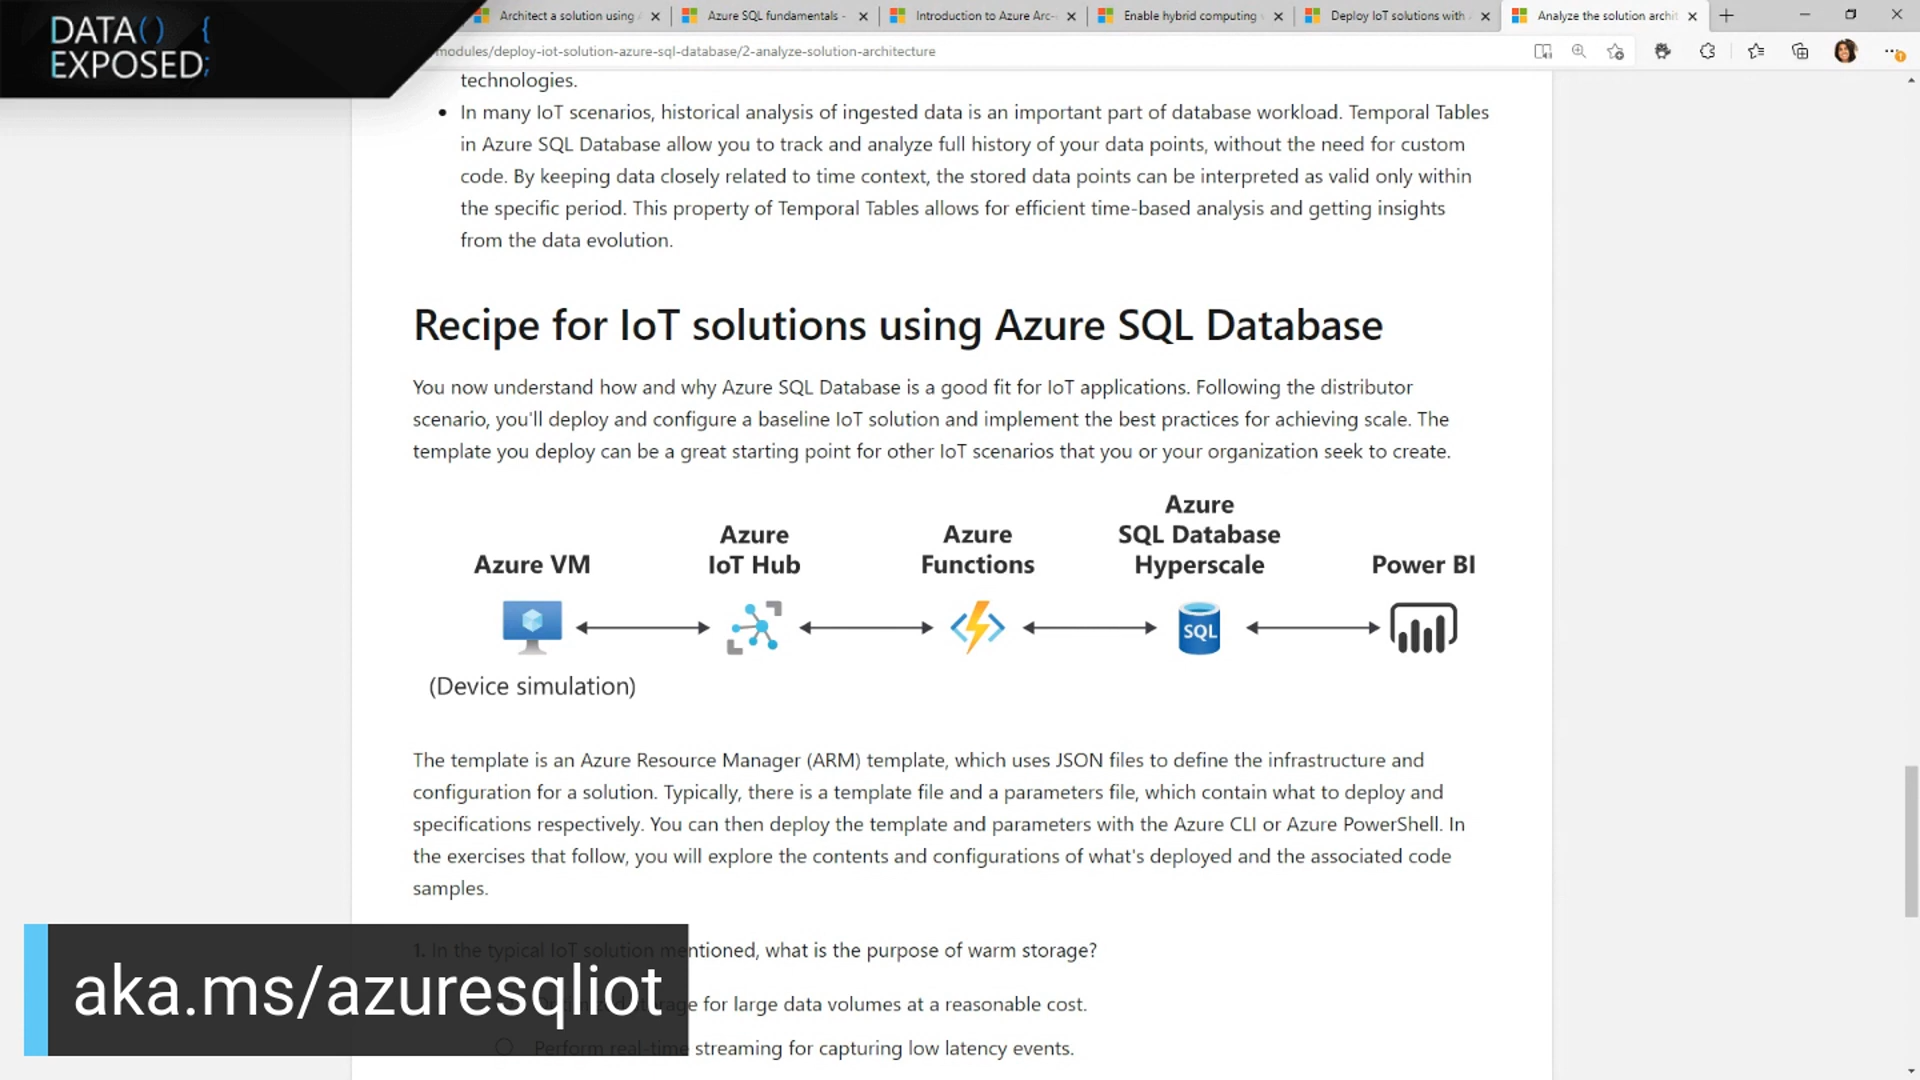 DATA() {
EXPOSED;
Architect a solution using
Azure SQL fundamentals -
Introduction to Azure Arc-
Enable hybrid computing
Deploy IoT solutions with
Analyze the solution archit
modules/deploy-iot-solution-azure-sql-database/2-analyze-solution-architecture
technologies.
• In many IoT scenarios, historical analysis of ingested data is an important part of database workload. Temporal Tables
in Azure SQL Database allow you to track and analyze full history of your data points, without the need for custom
code. By keeping data closely related to time context, the stored data points can be interpreted as valid only within
the specific period. This property of Temporal Tables allows for efficient time-based analysis and getting insights
from the data evolution.
Recipe for IoT solutions using Azure SQL Database
You now understand how and why Azure SQL Database is a good fit for IoT applications. Following the distributor
scenario, you'll deploy and configure a baseline IoT solution and implement the best practices for achieving scale. The
template you deploy can be a great starting point for other IoT scenarios that you or your organization seek to create.
Azure VM
Azure
IoT Hub
Azure
Functions
Azure
SQL Database
Hyperscale
Power BI
SQL
(Device simulation)
The template is an Azure Resource Manager (ARM) template, which uses JSON files to define the infrastructure and
configuration for a solution. Typically, there is a template file and a parameters file, which contain what to deploy and
specifications respectively. You can then deploy the template and parameters with the Azure CLI or Azure PowerShell. In
the exercises that follow, you will explore the contents and configurations of what's deployed and the associated code
samples.
1. In the typical IoT solution mentioned, what is the purpose of warm storage?
for large data volumes at a reasonable cost.
Perform real-time streaming for capturing low latency events.
aka.ms/azuresqliot